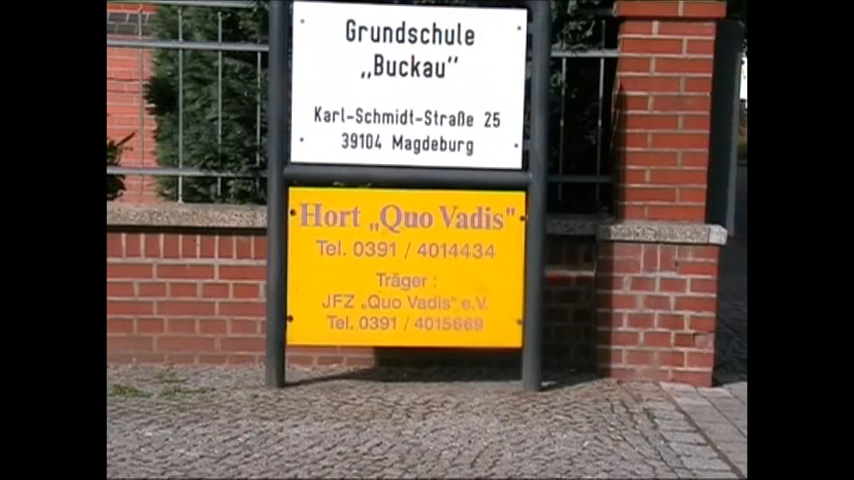 Grundschule
„Buckau"
Karl-Schmidt-Straße 25
39104 Magdeburg
Hort „Quo Vadis"
Tel. 0391 / 4014434
Träger :
JFZ „Quo Vadis" e.V.
Tel. 0391 / 4015669